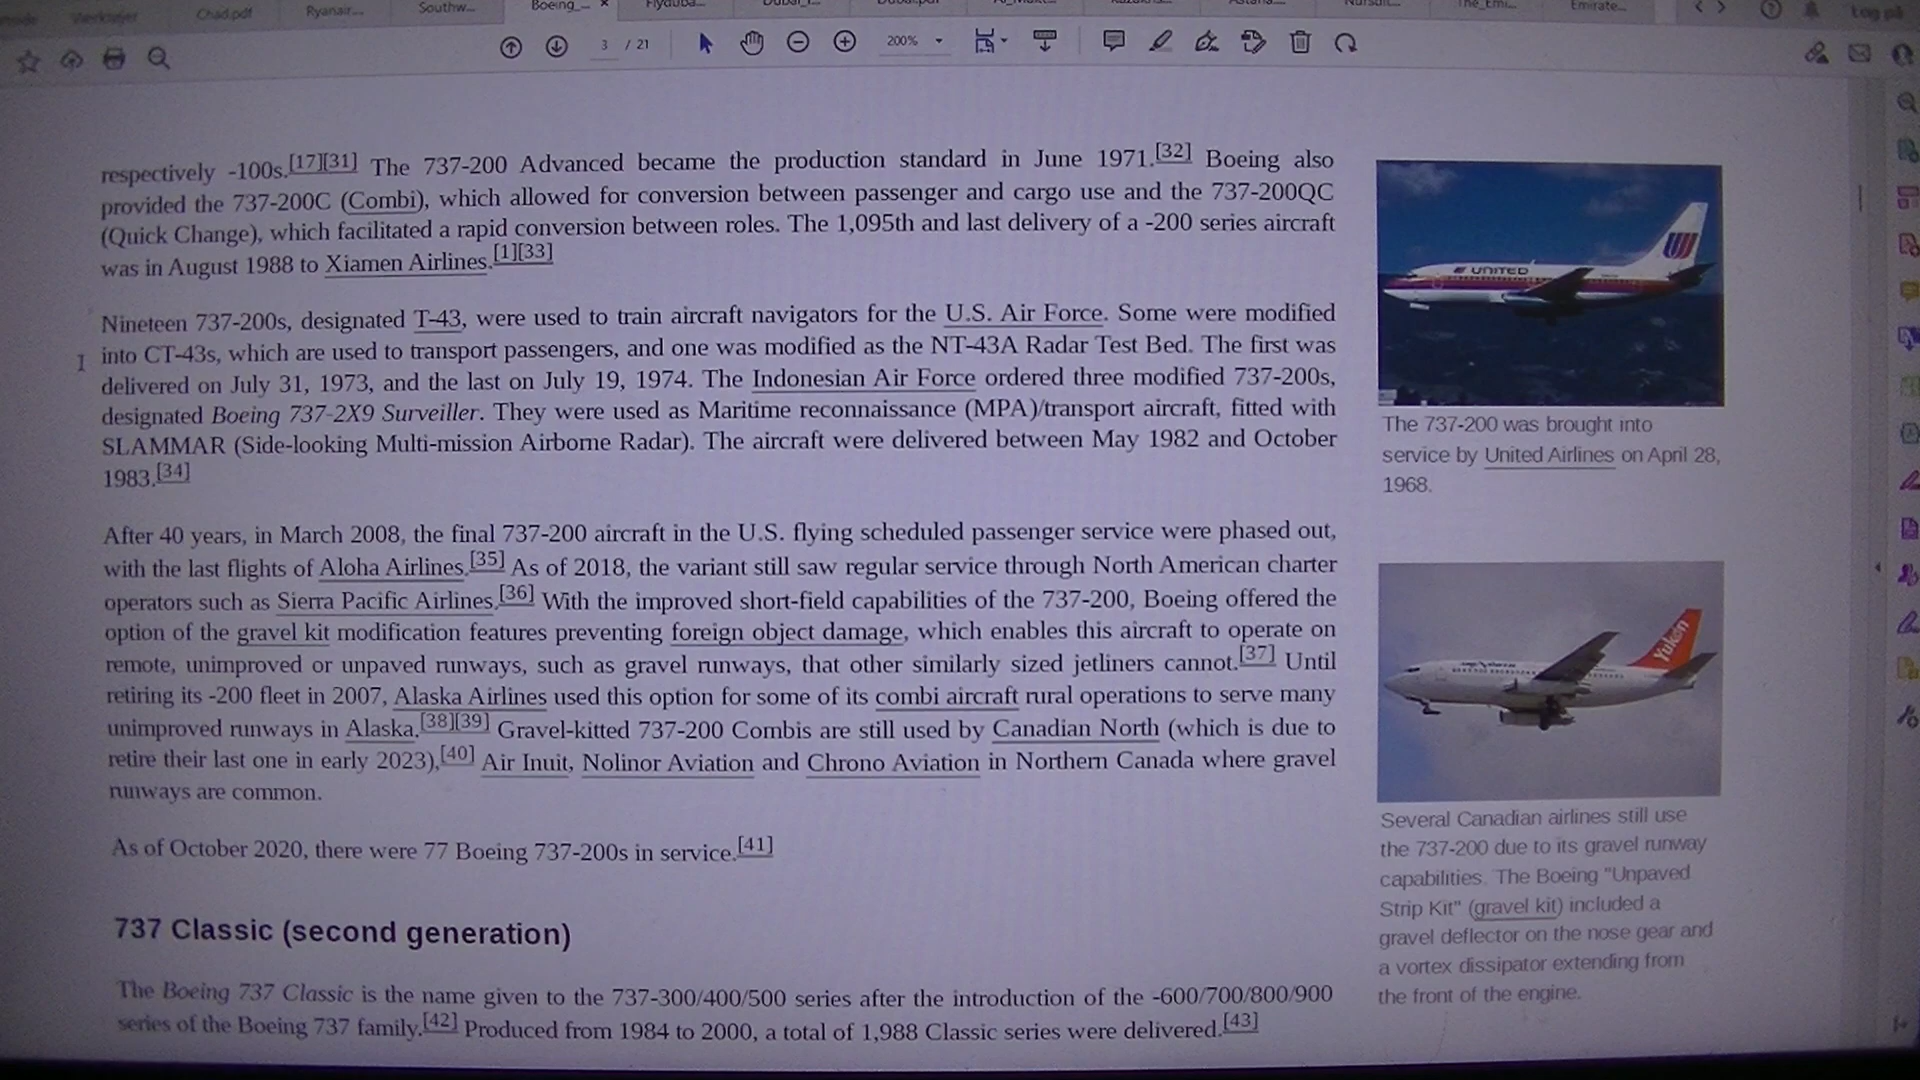 Værktøjer
Chad.pdf
Ryanair...
Southw...
Boeing_... ×
Flyduba...
Dubai_I...
Dubai.pdf
Astana...
The_Emi...
Emirate...
Log på
3 / 21
200%
respectively -100s.[17][31] The 737-200 Advanced became the production standard in June 1971.[32] Boeing also
provided the 737-200C (Combi), which allowed for conversion between passenger and cargo use and the 737-200QC
(Quick Change), which facilitated a rapid conversion between roles. The 1,095th and last delivery of a -200 series aircraft
was in August 1988 to Xiamen Airlines.[1][33]
Nineteen 737-200s, designated T-43, were used to train aircraft navigators for the U.S. Air Force. Some were modified
into CT-43s, which are used to transport passengers, and one was modified as the NT-43A Radar Test Bed. The first was
delivered on July 31, 1973, and the last on July 19, 1974. The Indonesian Air Force ordered three modified 737-200s,
designated Boeing 737-2X9 Surveiller. They were used as Maritime reconnaissance (MPA)/transport aircraft, fitted with
SLAMMAR (Side-looking Multi-mission Airborne Radar). The aircraft were delivered between May 1982 and October
1983.[34]
After 40 years, in March 2008, the final 737-200 aircraft in the U.S. flying scheduled passenger service were phased out,
with the last flights of Aloha Airlines.[35] As of 2018, the variant still saw regular service through North American charter
operators such as Sierra Pacific Airlines.[36] With the improved short-field capabilities of the 737-200, Boeing offered the
option of the gravel kit modification features preventing foreign object damage, which enables this aircraft to operate on
remote, unimproved or unpaved runways, such as gravel runways, that other similarly sized jetliners cannot.[37] Until
retiring its -200 fleet in 2007, Alaska Airlines used this option for some of its combi aircraft rural operations to serve many
unimproved runways in Alaska.[38][39] Gravel-kitted 737-200 Combis are still used by Canadian North (which is due to
retire their last one in early 2023),[40] Air Inuit, Nolinor Aviation and Chrono Aviation in Northern Canada where gravel
runways are common.
As of October 2020, there were 77 Boeing 737-200s in service.[41]
737 Classic (second generation)
The Boeing 737 Classic is the name given to the 737-300/400/500 series after the introduction of the -600/700/800/900
series of the Boeing 737 family.[42] Produced from 1984 to 2000, a total of 1,988 Classic series were delivered.[43]
UNITED
The 737-200 was brought into
service by United Airlines on April 28,
1968.
Yukon
Several Canadian airlines still use
the 737-200 due to its gravel runway
capabilities. The Boeing "Unpaved
Strip Kit" (gravel kit) included a
gravel deflector on the nose gear and
a vortex dissipator extending from
the front of the engine.